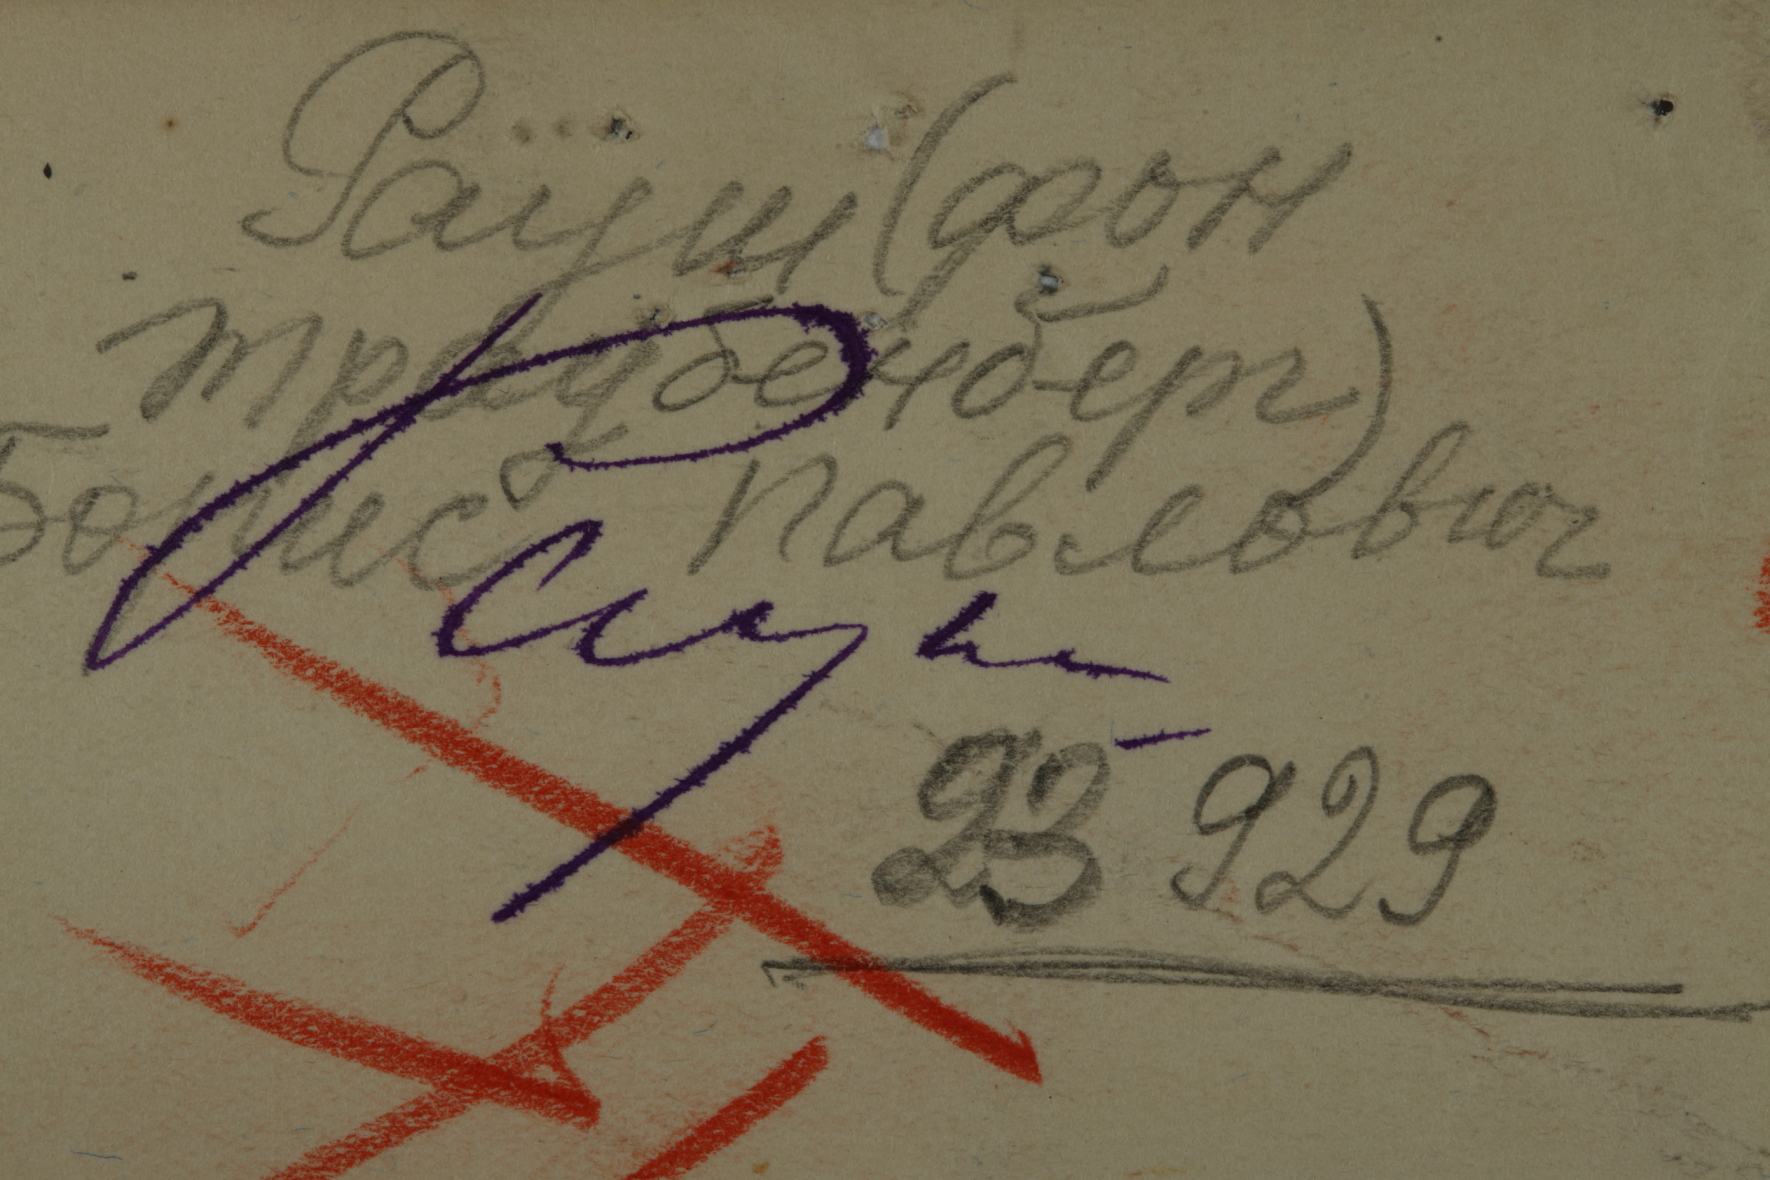 Рауш (фон
траубенберг)
Борис Павлович
23 929